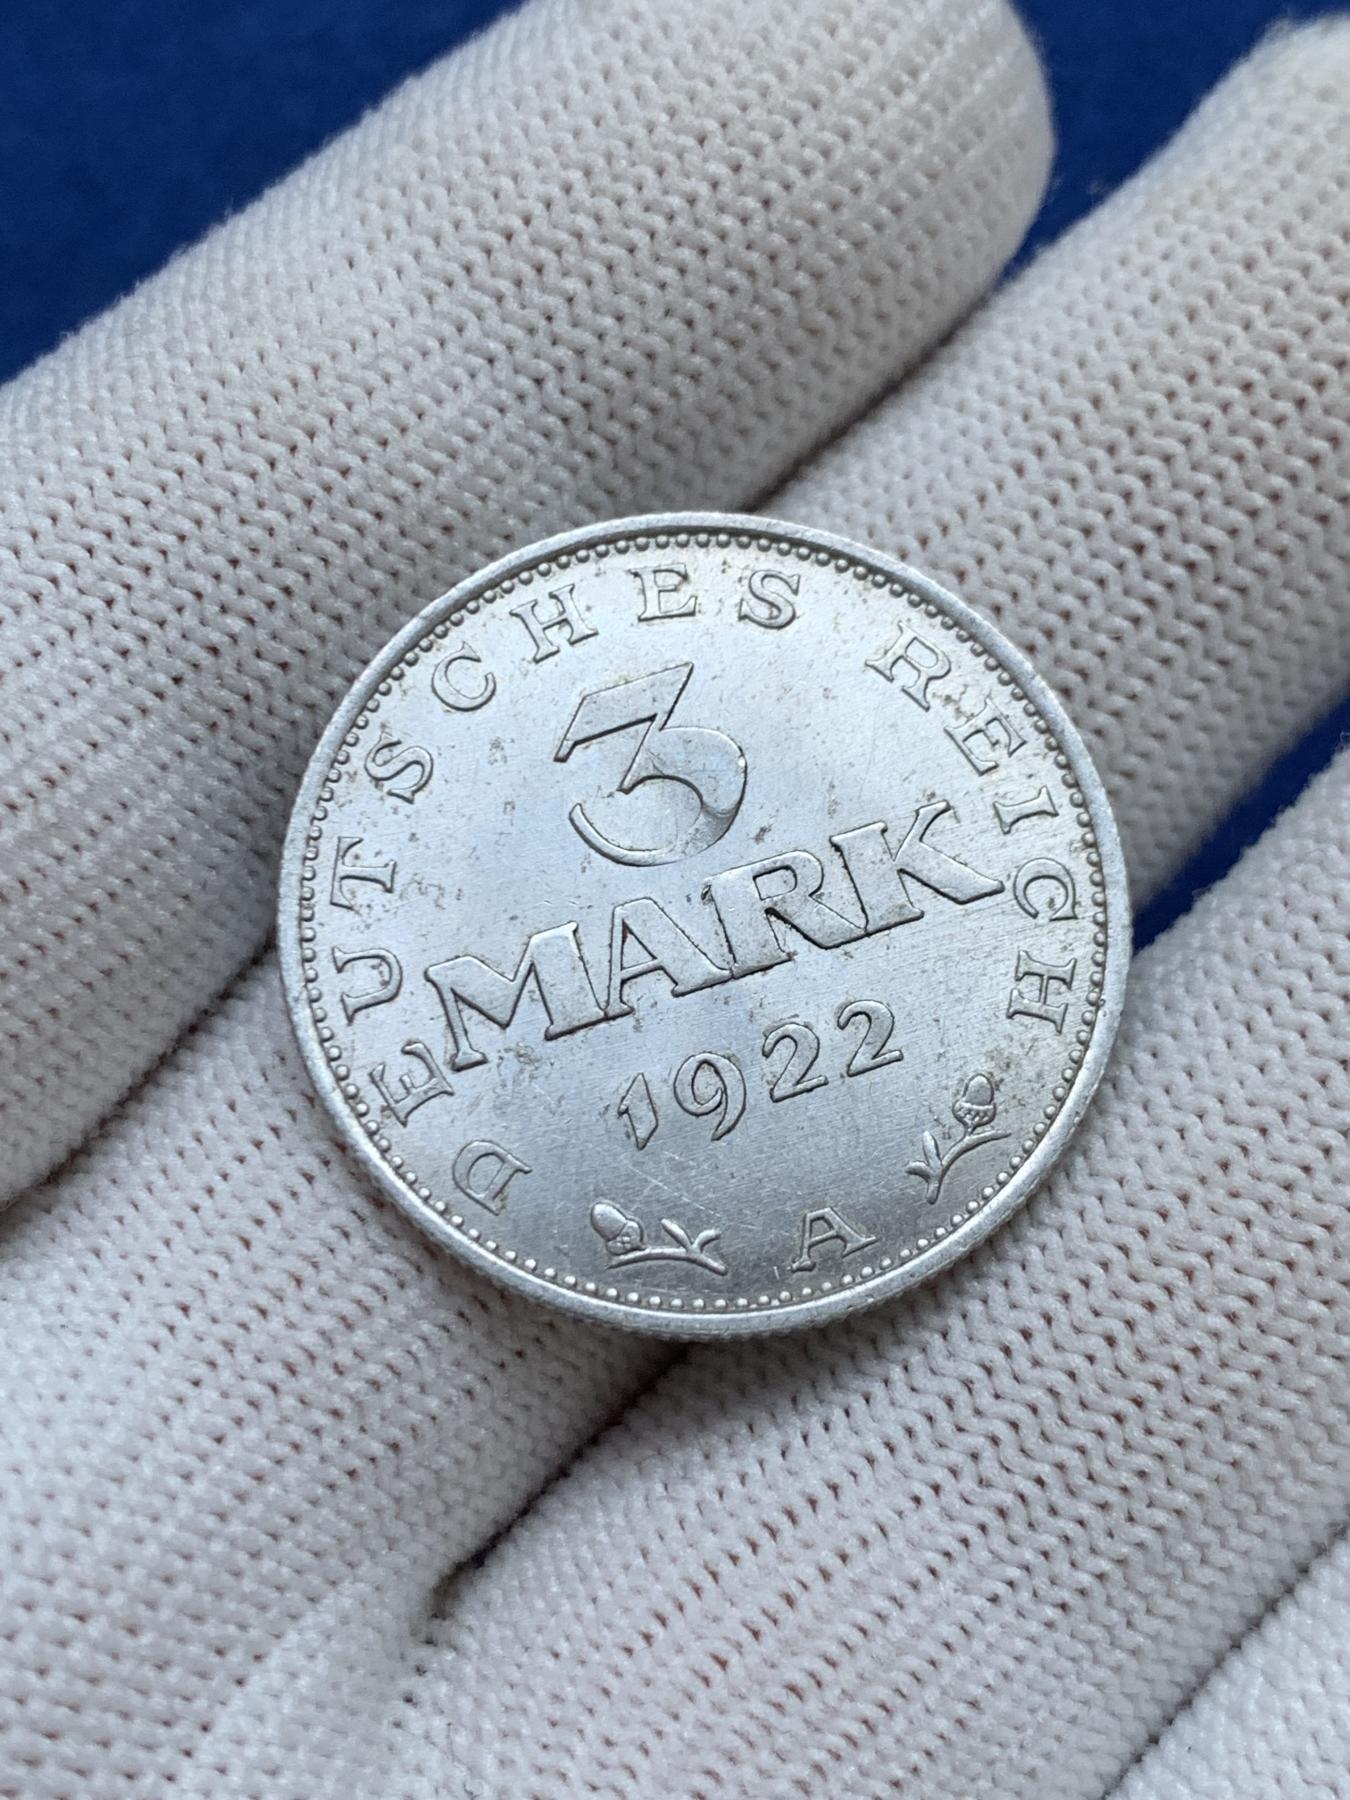 DEUTSCHES REICH
3
MARK
1922
A